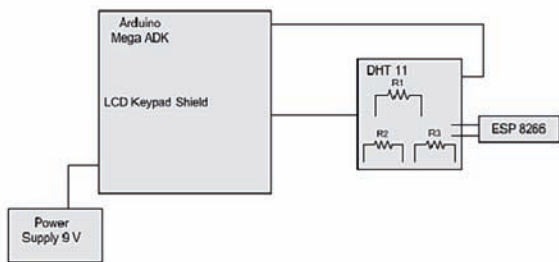 Arduino
Mega ADK
LCD Keypad Shield
DHT 11
R1
R2
R3
ESP 8266
Power
Supply 9 V